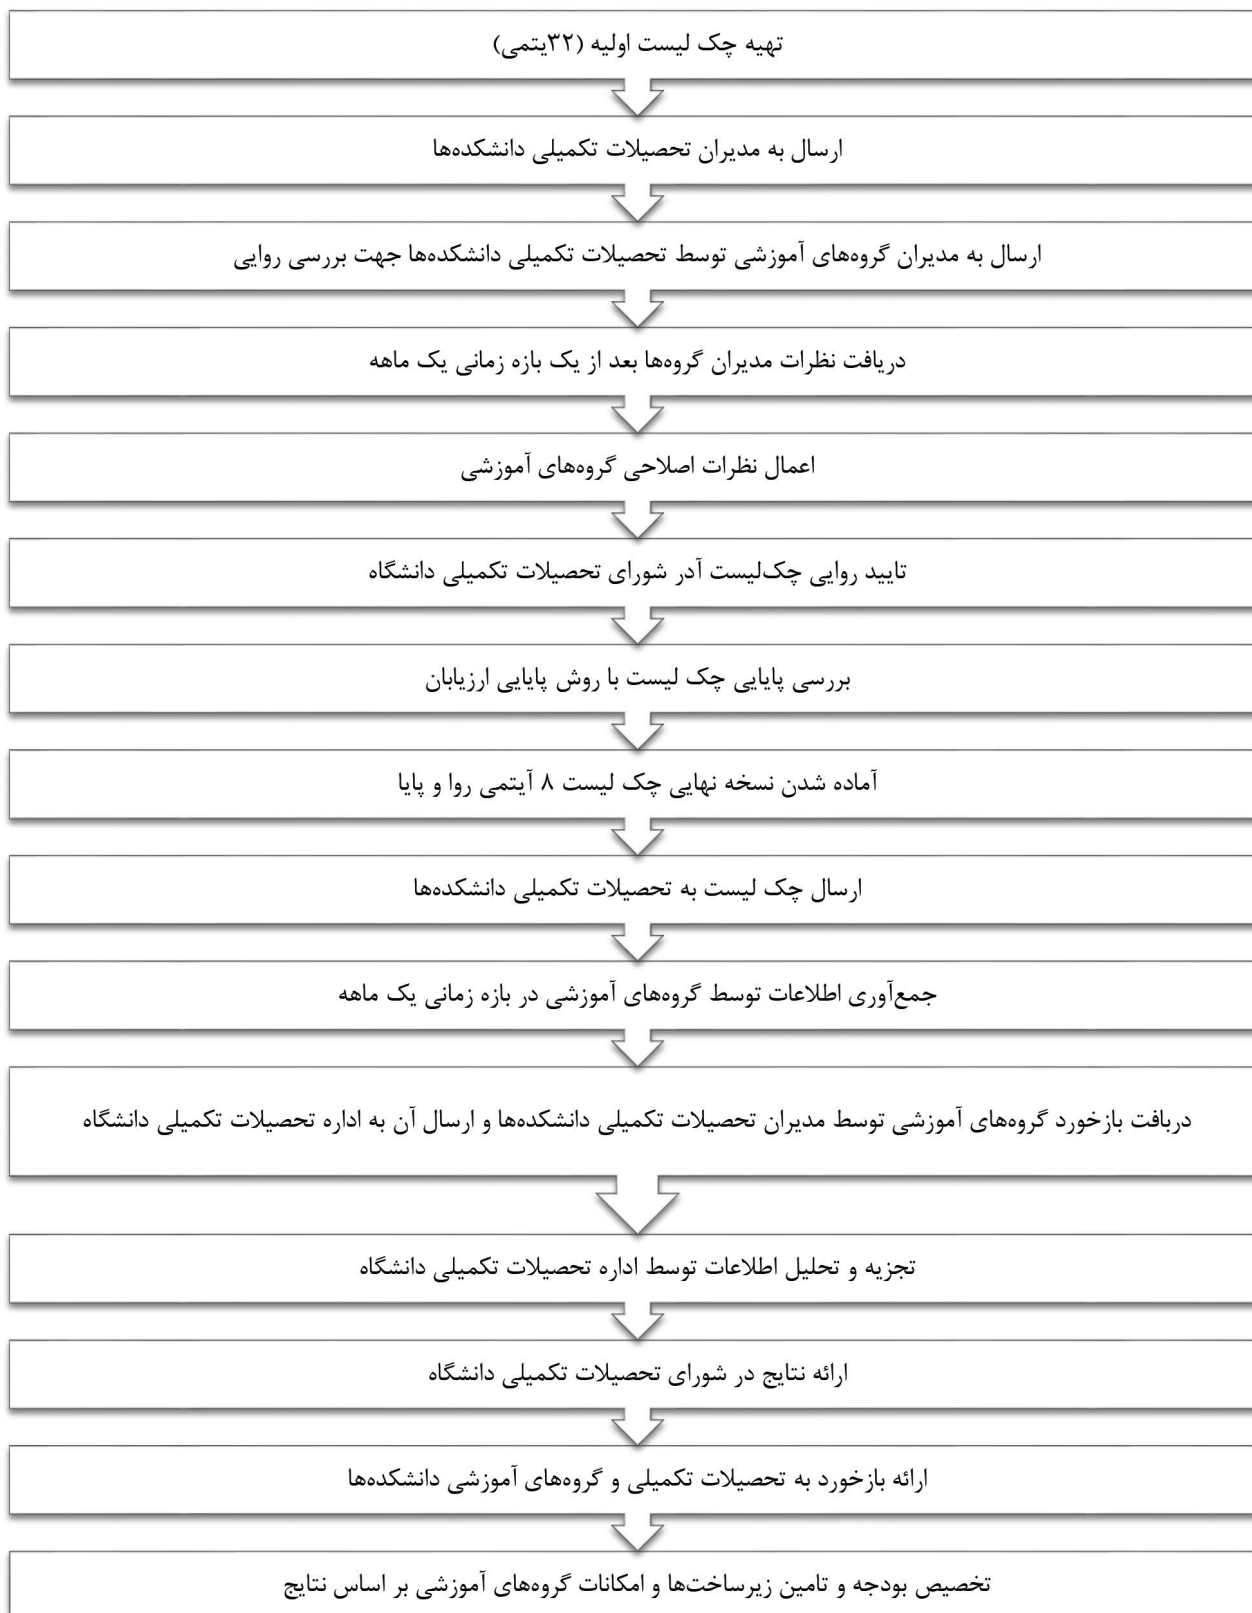 تهیه چک لیست اولیه (۳۲یتمی)
ارسال به مدیران تحصیلات تکمیلی دانشکده‌ها
ارسال به مدیران گروه‌های آموزشی توسط تحصیلات تکمیلی دانشکده‌ها جهت بررسی روایی
دریافت نظرات مدیران گروه‌ها بعد از یک بازه زمانی یک ماهه
اعمال نظرات اصلاحی گروه‌های آموزشی
تایید روایی چک‌لیست آدر شورای تحصیلات تکمیلی دانشگاه
بررسی پایایی چک لیست با روش پایایی ارزیابان
آماده شدن نسخه نهایی چک لیست ۸ آیتمی روا و پایا
ارسال چک لیست به تحصیلات تکمیلی دانشکده‌ها
جمع‌آوری اطلاعات توسط گروه‌های آموزشی در بازه زمانی یک ماهه
دربافت بازخورد گروه‌های آموزشی توسط مدیران تحصیلات تکمیلی دانشکده‌ها و ارسال آن به اداره تحصیلات تکمیلی دانشگاه
تجزیه و تحلیل اطلاعات توسط اداره تحصیلات تکمیلی دانشگاه
ارائه نتایج در شورای تحصیلات تکمیلی دانشگاه
ارائه بازخورد به تحصیلات تکمیلی و گروه‌های آموزشی دانشکده‌ها
تخصیص بودجه و تامین زیرساخت‌ها و امکانات گروه‌های آموزشی بر اساس نتایج